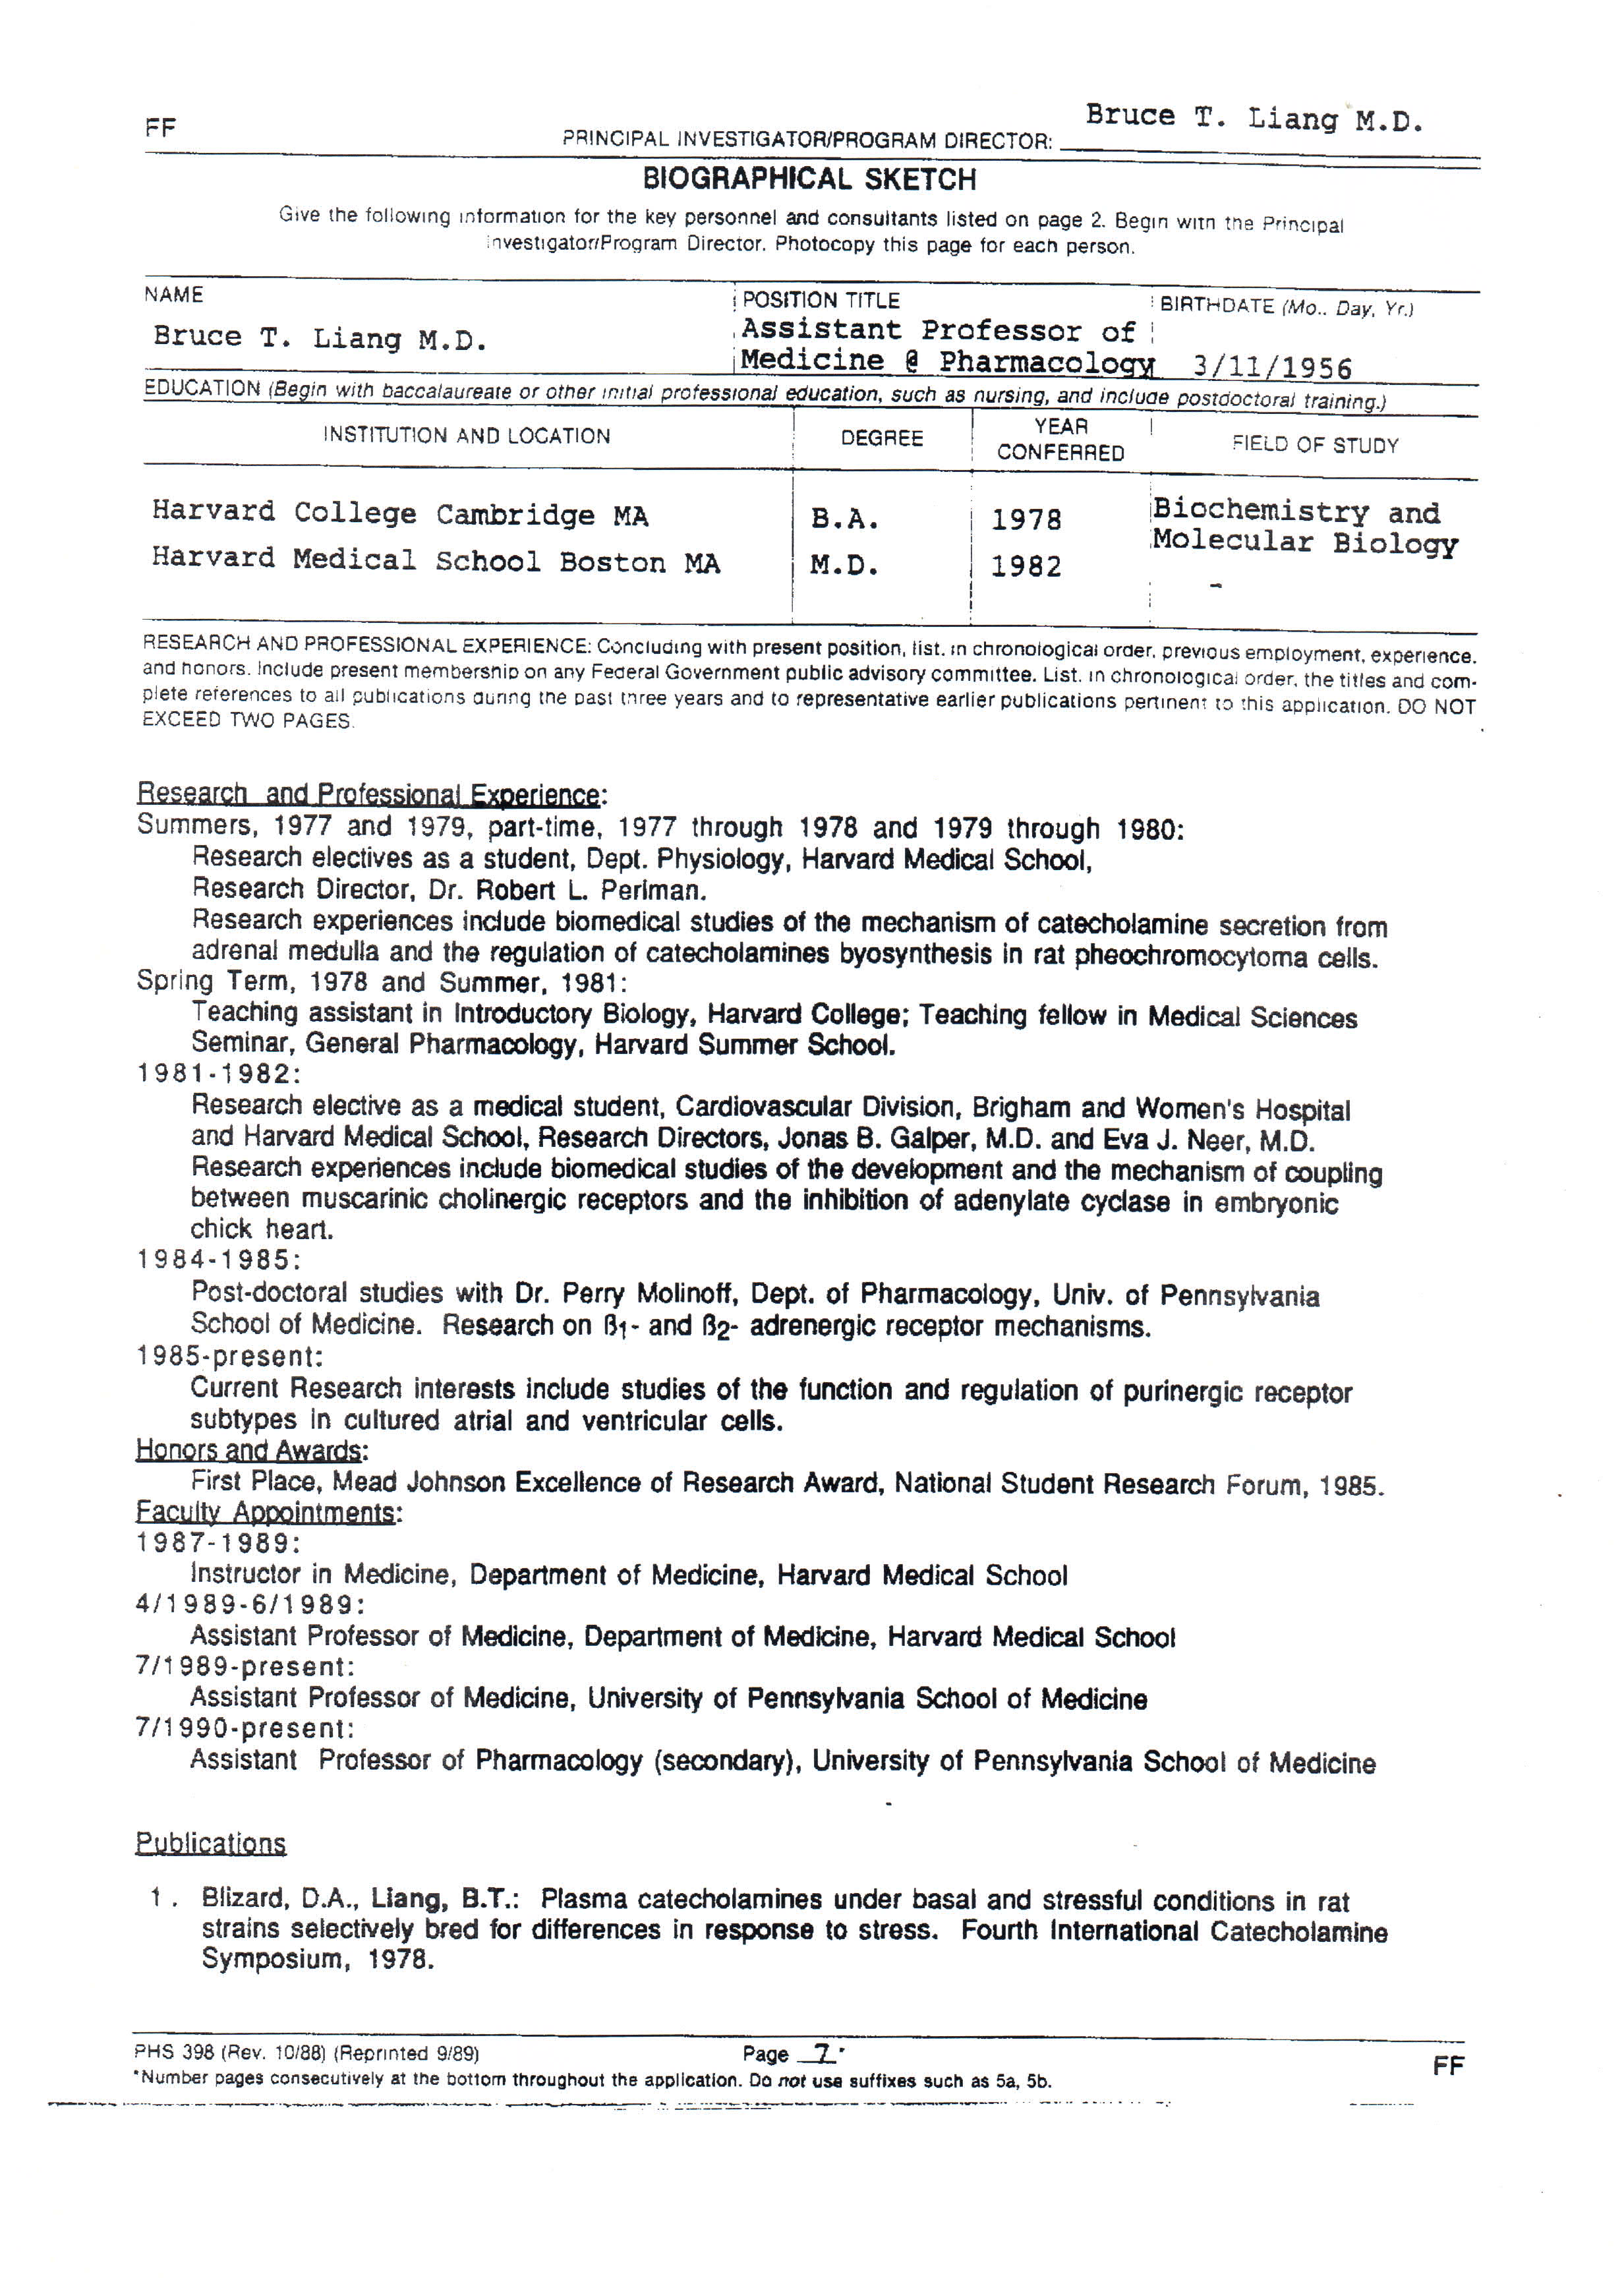 FF
Bruce T. Liang M.D.
PRINCIPAL INVESTIGATOR/PROGRAM DIRECTOR:
BIOGRAPHICAL SKETCH
Give the following information for the key personnel and consultants listed on page 2. Begin with the Principal
Investigator/Program Director. Photocopy this page for each person.
NAME
POSITION TITLE
BIRTHDATE (Mo., Day, Yr.)
Bruce T. Liang M.D.
Assistant Professor of
Medicine @ Pharmacology
3/11/1956
EDUCATION (Begin with baccalaureate or other initial professional education, such as nursing, and include postdoctoral training.)
INSTITUTION AND LOCATION
DEGREE
YEAR
CONFERRED
FIELD OF STUDY
Harvard College Cambridge MA
B.A.
1978
Biochemistry and
Molecular Biology
Harvard Medical School Boston MA
M.D.
1982
-
RESEARCH AND PROFESSIONAL EXPERIENCE: Concluding with present position, list, in chronological order, previous employment, experience,
and honors. Include present membership on any Federal Government public advisory committee. List, in chronological order, the titles and com-
plete references to all publications during the past three years and to representative earlier publications pertinent to this application. DO NOT
EXCEED TWO PAGES.
Research and Professional Experience:
Summers, 1977 and 1979, part-time, 1977 through 1978 and 1979 through 1980:
Research electives as a student, Dept. Physiology, Harvard Medical School,
Research Director, Dr. Robert L. Perlman.
Research experiences include biomedical studies of the mechanism of catecholamine secretion from
adrenal medulla and the regulation of catecholamines byosynthesis in rat pheochromocytoma cells.
Spring Term, 1978 and Summer, 1981:
Teaching assistant in Introductory Biology, Harvard College; Teaching fellow in Medical Sciences
Seminar, General Pharmacology, Harvard Summer School.
1981-1982:
Research elective as a medical student, Cardiovascular Division, Brigham and Women's Hospital
and Harvard Medical School, Research Directors, Jonas B. Galper, M.D. and Eva J. Neer, M.D.
Research experiences include biomedical studies of the development and the mechanism of coupling
between muscarinic cholinergic receptors and the inhibition of adenylate cyclase in embryonic
chick heart.
1984-1985:
Post-doctoral studies with Dr. Perry Molinoff, Dept. of Pharmacology, Univ. of Pennsylvania
School of Medicine. Research on ß1- and ß2- adrenergic receptor mechanisms.
1985-present:
Current Research interests include studies of the function and regulation of purinergic receptor
subtypes in cultured atrial and ventricular cells.
Honors and Awards:
First Place, Mead Johnson Excellence of Research Award, National Student Research Forum, 1985.
Faculty Appointments:
1987-1989:
Instructor in Medicine, Department of Medicine, Harvard Medical School
4/1989-6/1989:
Assistant Professor of Medicine, Department of Medicine, Harvard Medical School
7/1989-present:
Assistant Professor of Medicine, University of Pennsylvania School of Medicine
7/1990-present:
Assistant Professor of Pharmacology (secondary), University of Pennsylvania School of Medicine
Publications
1. Blizard, D.A., Liang, B.T.: Plasma catecholamines under basal and stressful conditions in rat
strains selectively bred for differences in response to stress. Fourth International Catecholamine
Symposium, 1978.
PHS 398 (Rev. 10/88) (Reprinted 9/89)
Page 7*
FF
*Number pages consecutively at the bottom throughout the application. Do not use suffixes such as 5a, 5b.